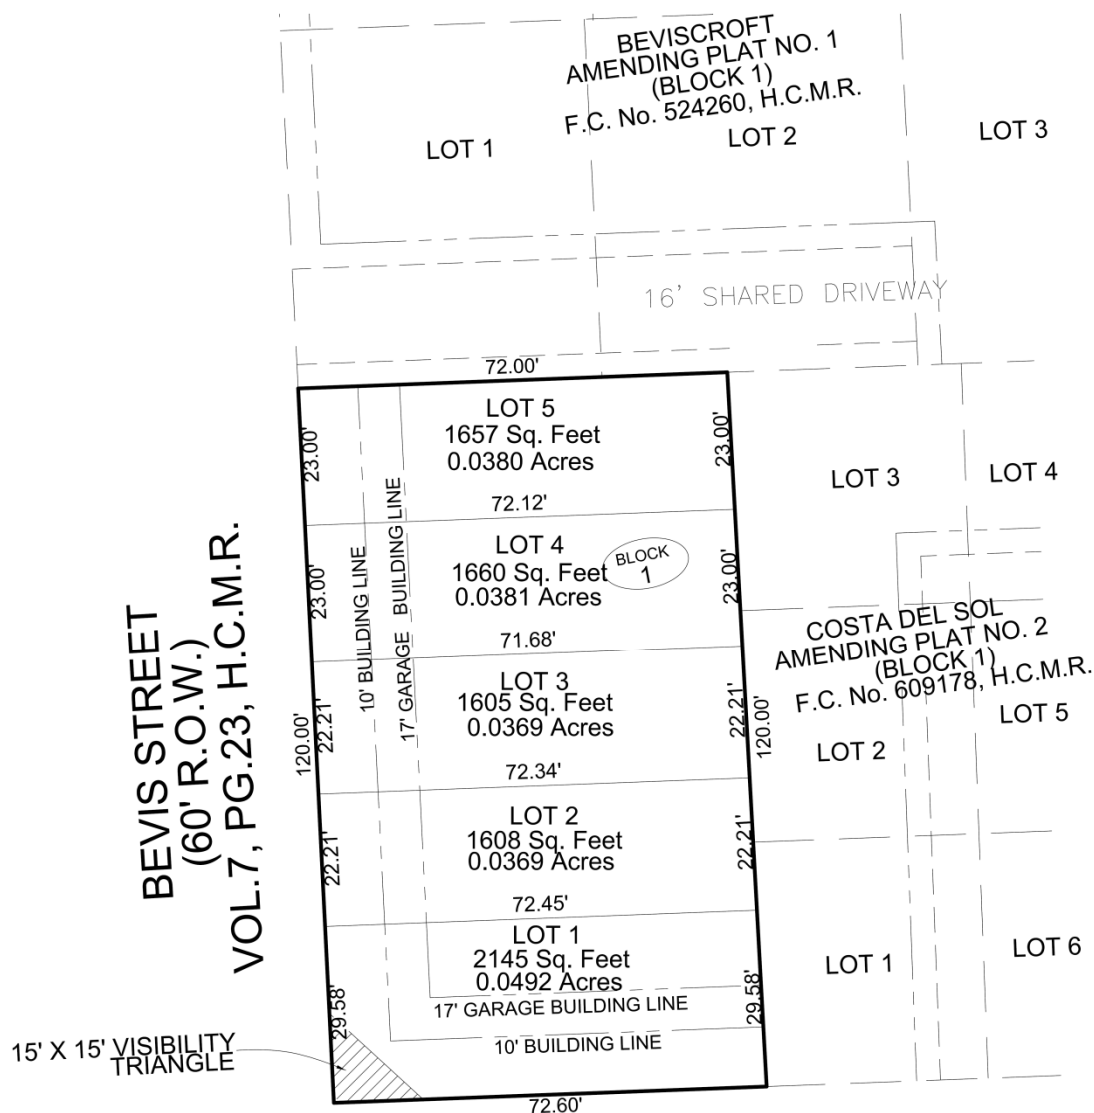 BEVISCROFT
AMENDING PLAT NO. 1
(BLOCK 1)
F.C. No. 524260, H.C.M.R.
LOT 1
LOT 2
LOT 3
16' SHARED DRIVEWAY
72.00'
LOT 5
1657 Sq. Feet
0.0380 Acres
23.00'
23.00'
72.12'
LOT 3
LOT 4
LOT 4
1660 Sq. Feet
0.0381 Acres
BLOCK
1
23.00'
23.00'
10' BUILDING LINE
17' GARAGE BUILDING LINE
71.68'
BEVIS STREET
(60' R.O.W.)
VOL.7, PG.23, H.C.M.R.
COSTA DEL SOL
AMENDING PLAT NO. 2
(BLOCK 1)
F.C. No. 609178, H.C.M.R.
LOT 3
1605 Sq. Feet
0.0369 Acres
120.00'
22.21'
22.21'
120.00'
LOT 2
LOT 5
72.34'
LOT 2
1608 Sq. Feet
0.0369 Acres
22.21'
22.21'
72.45'
LOT 1
2145 Sq. Feet
0.0492 Acres
29.58'
29.58'
17' GARAGE BUILDING LINE
10' BUILDING LINE
LOT 1
LOT 6
15' X 15' VISIBILITY
TRIANGLE
72.60'